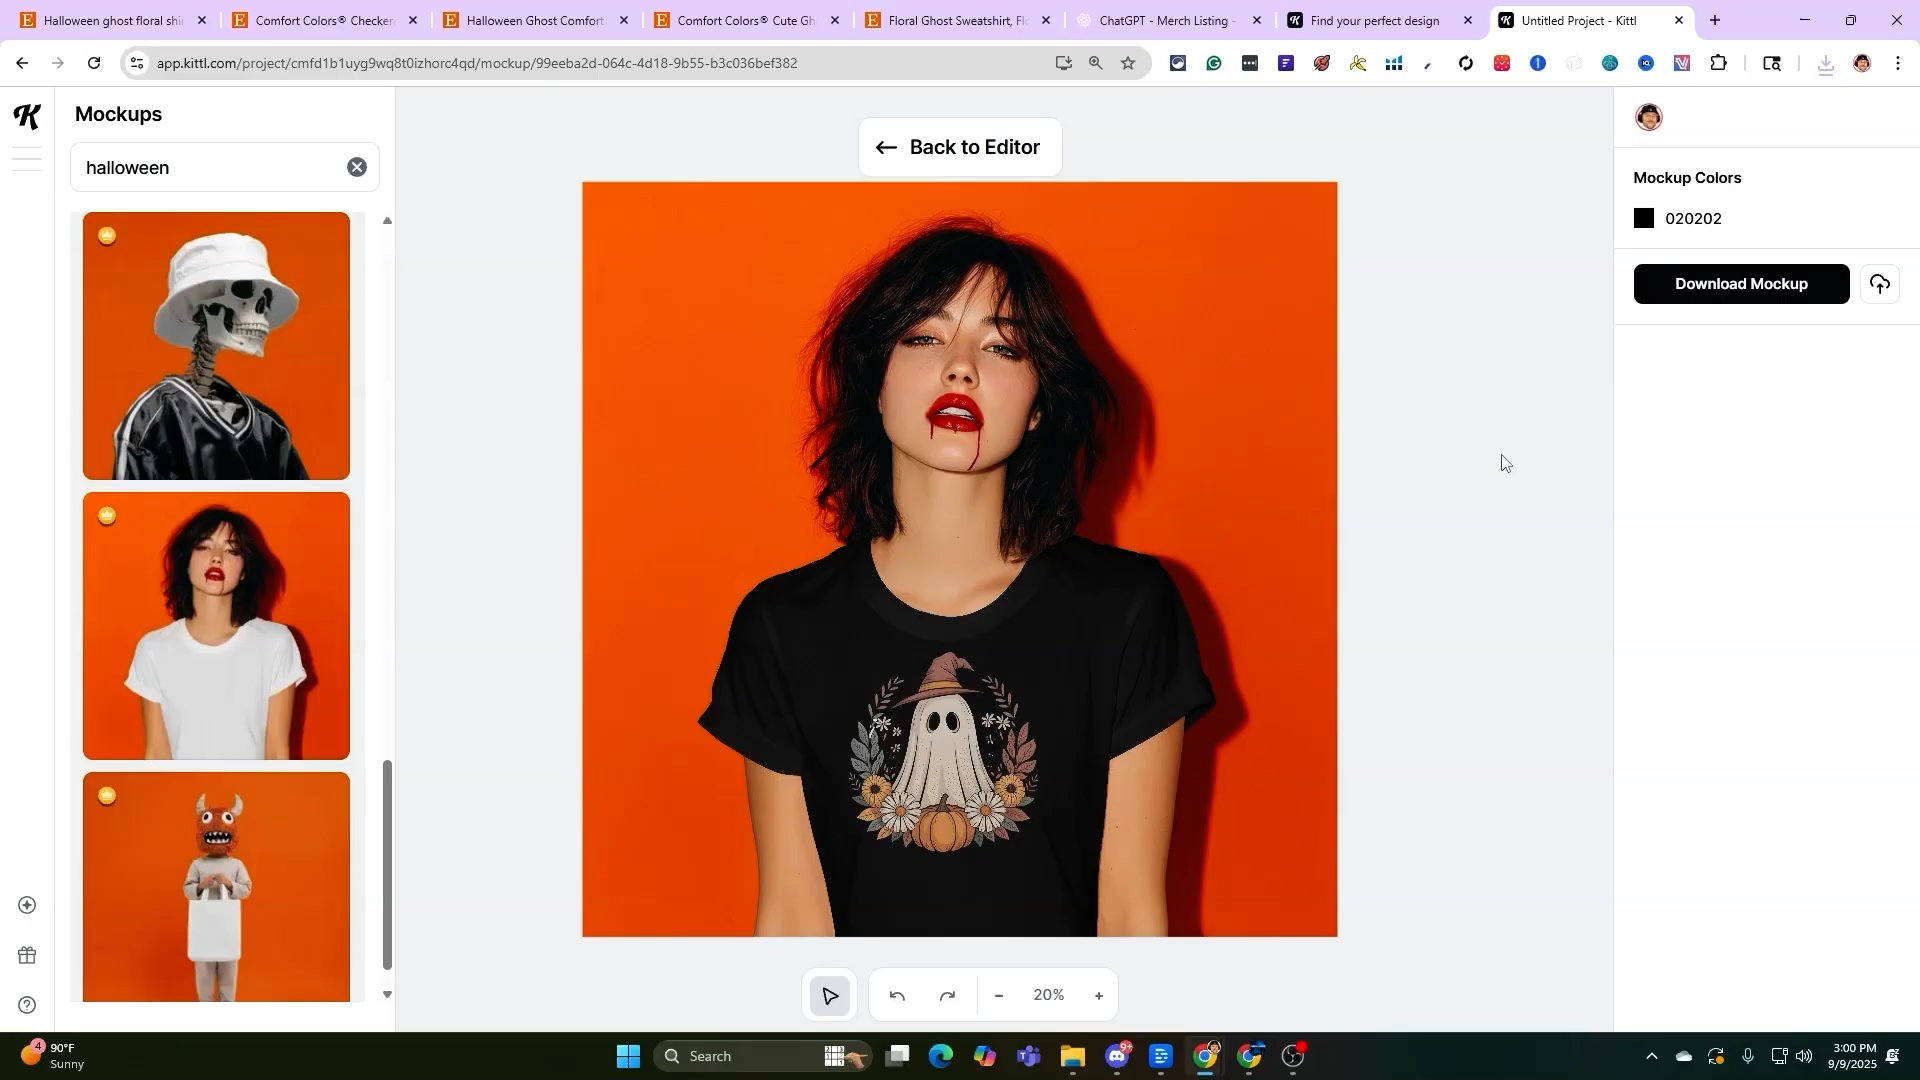 Halloween ghost floral shi
Comfort Colors® Checker
Halloween Ghost Comfort
Comfort Colors® Cute Gh
Floral Ghost Sweatshirt, Fl
ChatGPT - Merch Listing -
Find your perfect design
Untitled Project - Kittl
app.kittl.com/project/cmfd1b1uyg9wq8t0izhorc4qd/mockup/99eeba2d-064c-4d18-9b55-b3c036bef382
Mockups
halloween
Back to Editor
Mockup Colors
020202
Download Mockup
20%
4
90°F
Sunny
Search
9+
3:00 PM
9/9/2025